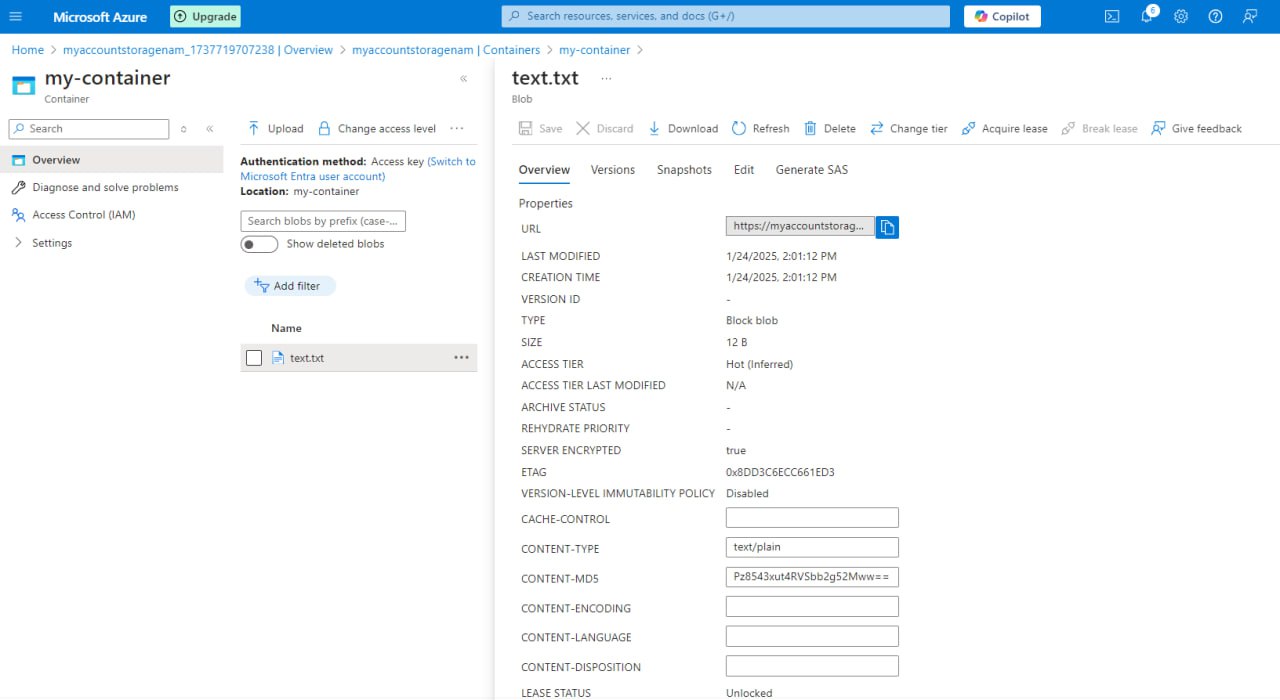 Microsoft Azure
Upgrade
Search resources, services, and docs (G+/)
Copilot
6
Home > myaccountstoragenam_1737719707238 | Overview > myaccountstoragenam | Containers > my-container >
my-container
Container
Search
Overview
Diagnose and solve problems
Access Control (IAM)
Settings
Upload
Change access level
Authentication method: Access key (Switch to
Microsoft Entra user account)
Location: my-container
Search blobs by prefix (case-...
Show deleted blobs
Add filter
Name
text.txt
text.txt
Blob
Save Discard Download Refresh Delete Change tier Acquire lease Break lease Give feedback
Overview Versions Snapshots Edit Generate SAS
Properties
URL https://myaccountstorag...
LAST MODIFIED 1/24/2025, 2:01:12 PM
CREATION TIME 1/24/2025, 2:01:12 PM
VERSION ID -
TYPE Block blob
SIZE 12 B
ACCESS TIER Hot (Inferred)
ACCESS TIER LAST MODIFIED N/A
ARCHIVE STATUS -
REHYDRATE PRIORITY -
SERVER ENCRYPTED true
ETAG 0x8DD3C6ECC661ED3
VERSION-LEVEL IMMUTABILITY POLICY Disabled
CACHE-CONTROL
CONTENT-TYPE text/plain
CONTENT-MD5 Pz8543xut4RVSbb2g52Mww==
CONTENT-ENCODING
CONTENT-LANGUAGE
CONTENT-DISPOSITION
LEASE STATUS Unlocked